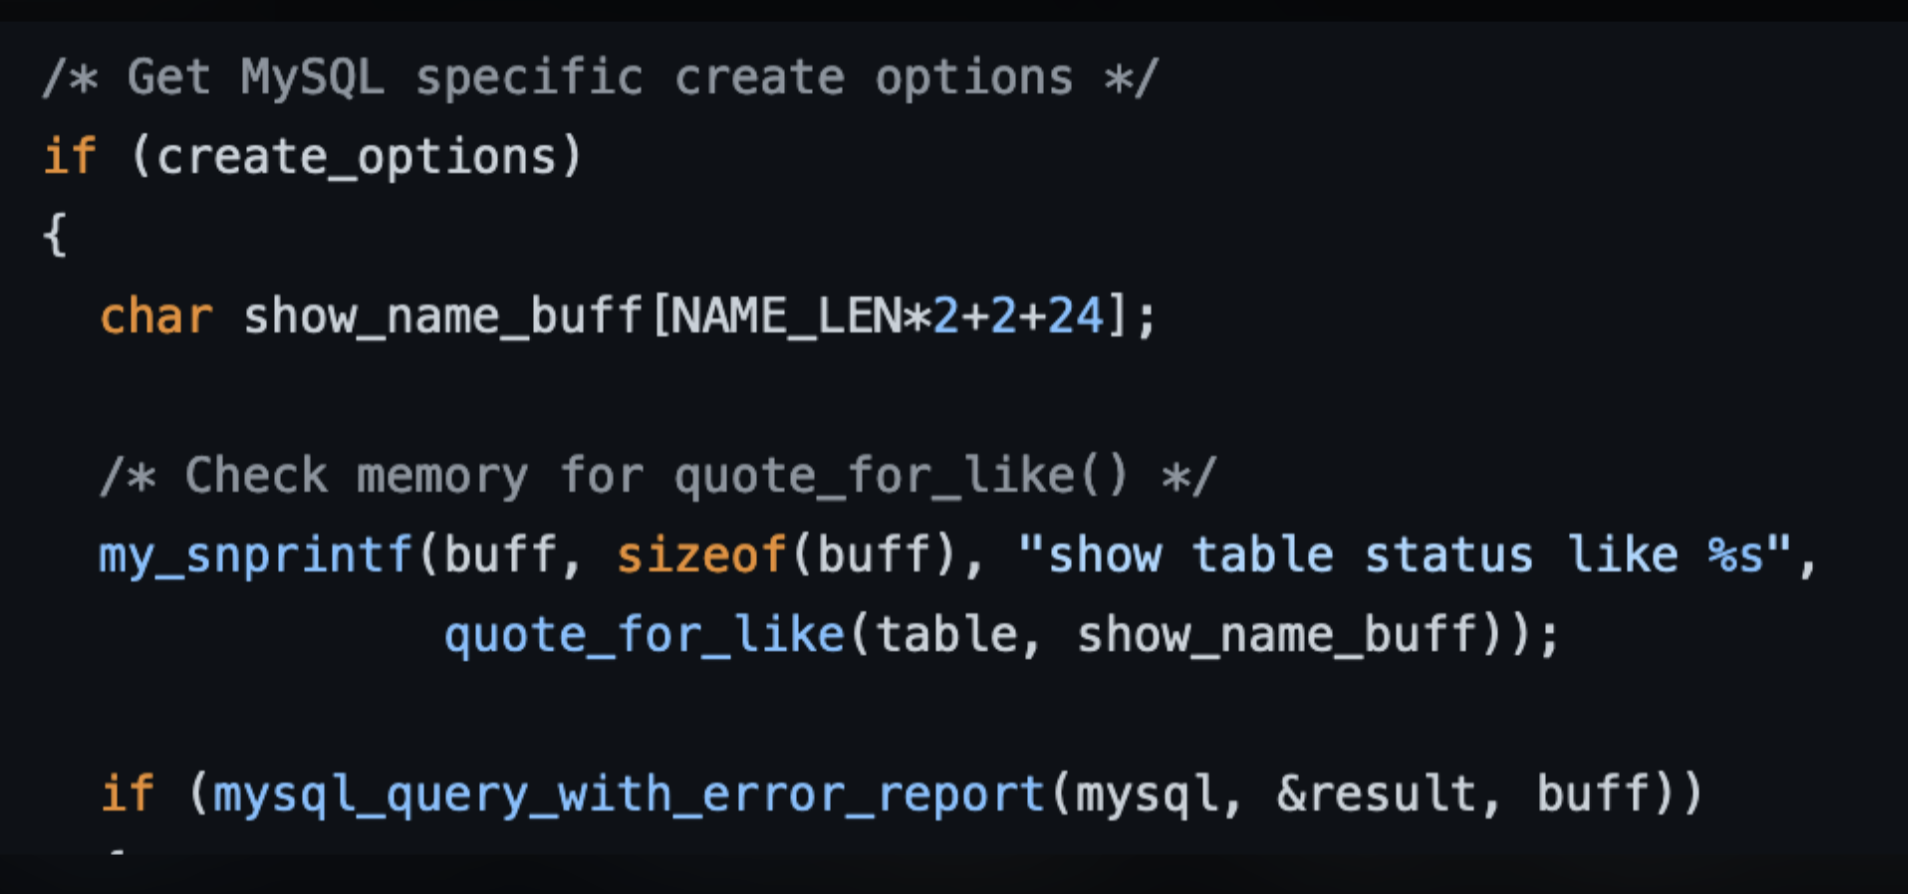 /* Get MySQL specific create options */
if (create_options)
{
  char show_name_buff[NAME_LEN*2+2+24];

  /* Check memory for quote_for_like() */
  my_snprintf(buff, sizeof(buff), "show table status like %s",
              quote_for_like(table, show_name_buff));

  if (mysql_query_with_error_report(mysql, &result, buff))